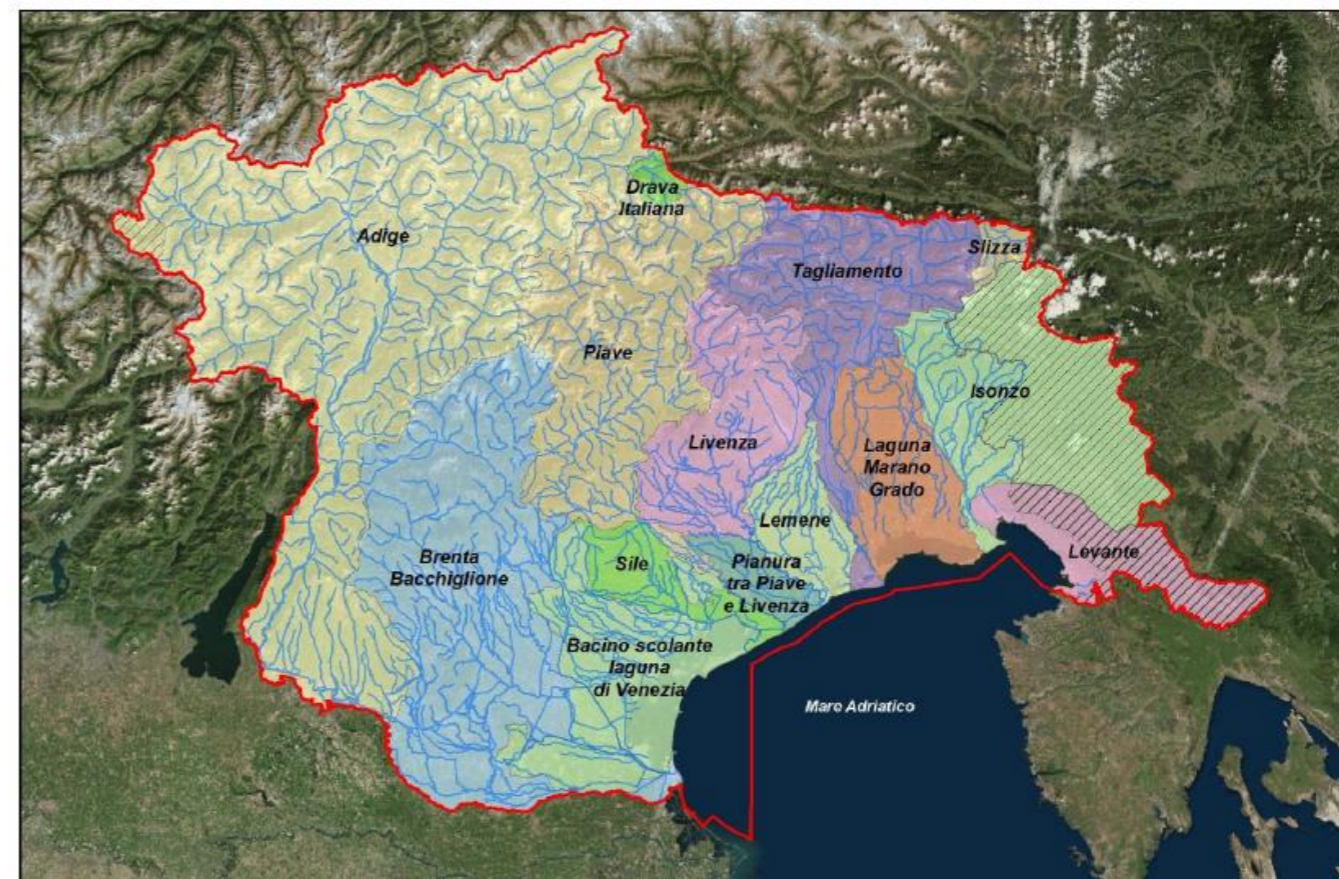 Drava
Italiana
Adige
Slizza
Tagliamento
Piave
Isonzo
Livenza
Laguna
Marano
Grado
Lemene
Levante
Brenta
Bacchiglione
Sile
Pianura
tra Piave
e Livenza
Bacino scolante
laguna
di Venezia
Mare Adriatico